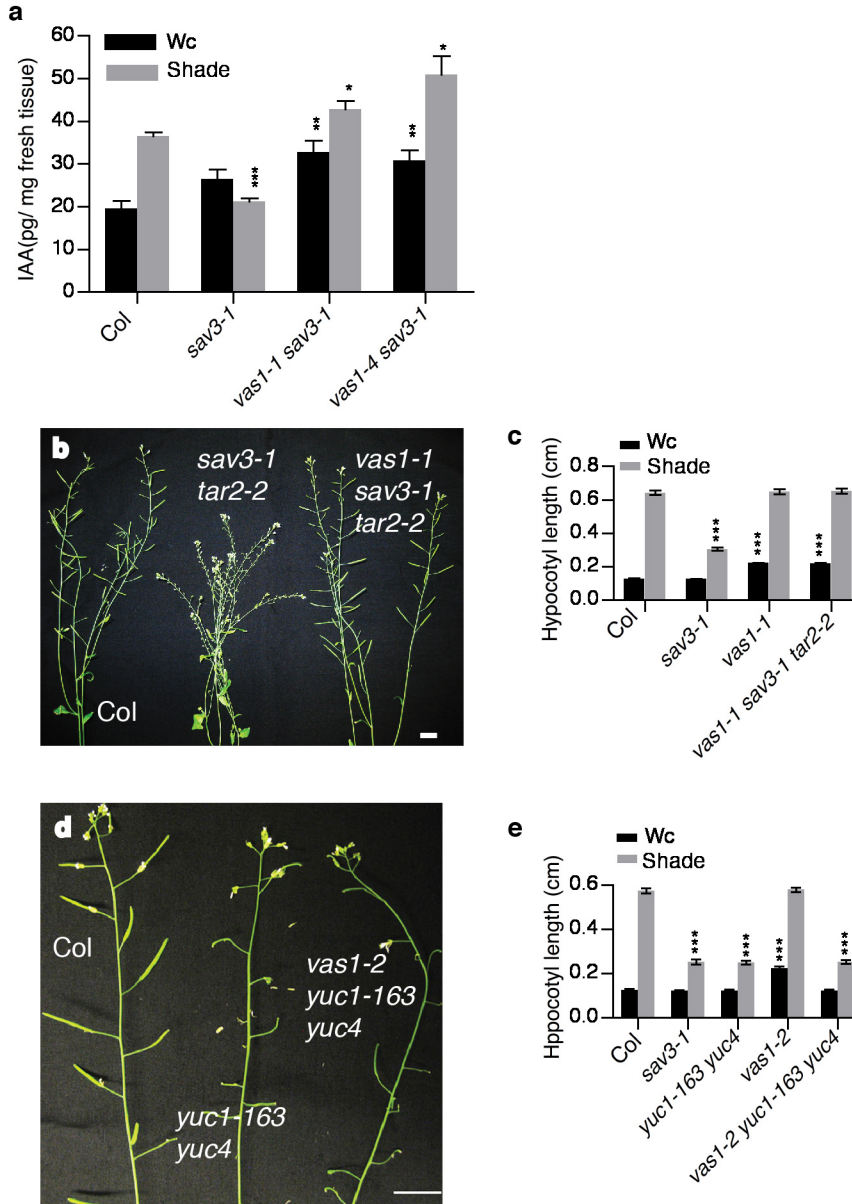 a
IAA(pg/ mg fresh tissue)
60
50
40
30
20
10
0
Wc
Shade
***
**
*
**
*
Col
sav3-1
vas1-1 sav3-1
vas1-4 sav3-1
b
Col
sav3-1
tar2-2
vas1-1
sav3-1
tar2-2
c
Wc
Shade
Hypocotyl length (cm)
0.8
0.6
0.4
0.2
0.0
***
***
***
Col
sav3-1
vas1-1
vas1-1 sav3-1 tar2-2
d
Col
yuc1-163
yuc4
vas1-2
yuc1-163
yuc4
e
Wc
Shade
Hppocotyl length (cm)
0.6
0.4
0.2
0.0
***
***
***
***
Col
sav3-1
yuc1-163 yuc4
vas1-2
vas1-2 yuc1-163 yuc4